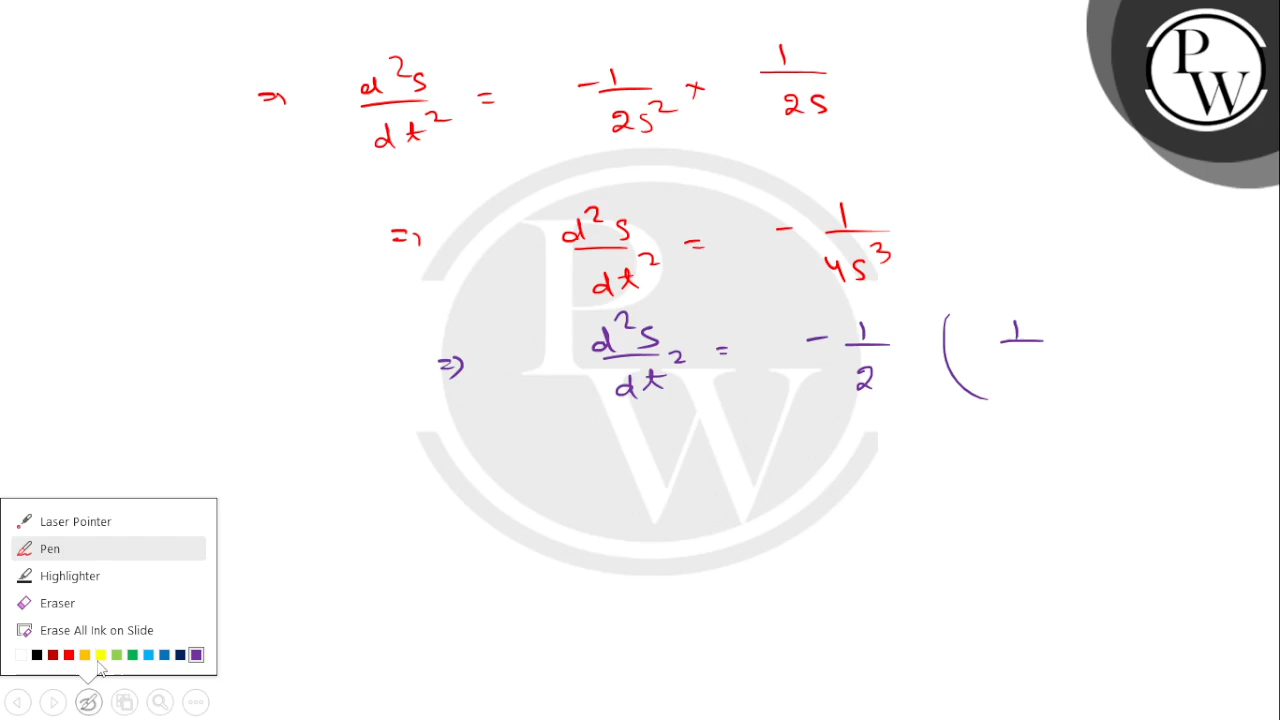 PW
⇒ d²s/dt² = -1/2s² × 1/2s
⇒ d²s/dt² = - 1/4s³
⇒ d²s/dt² = - 1/2 ( 1/
PW
Laser Pointer
Pen
Highlighter
Eraser
Erase All Ink on Slide